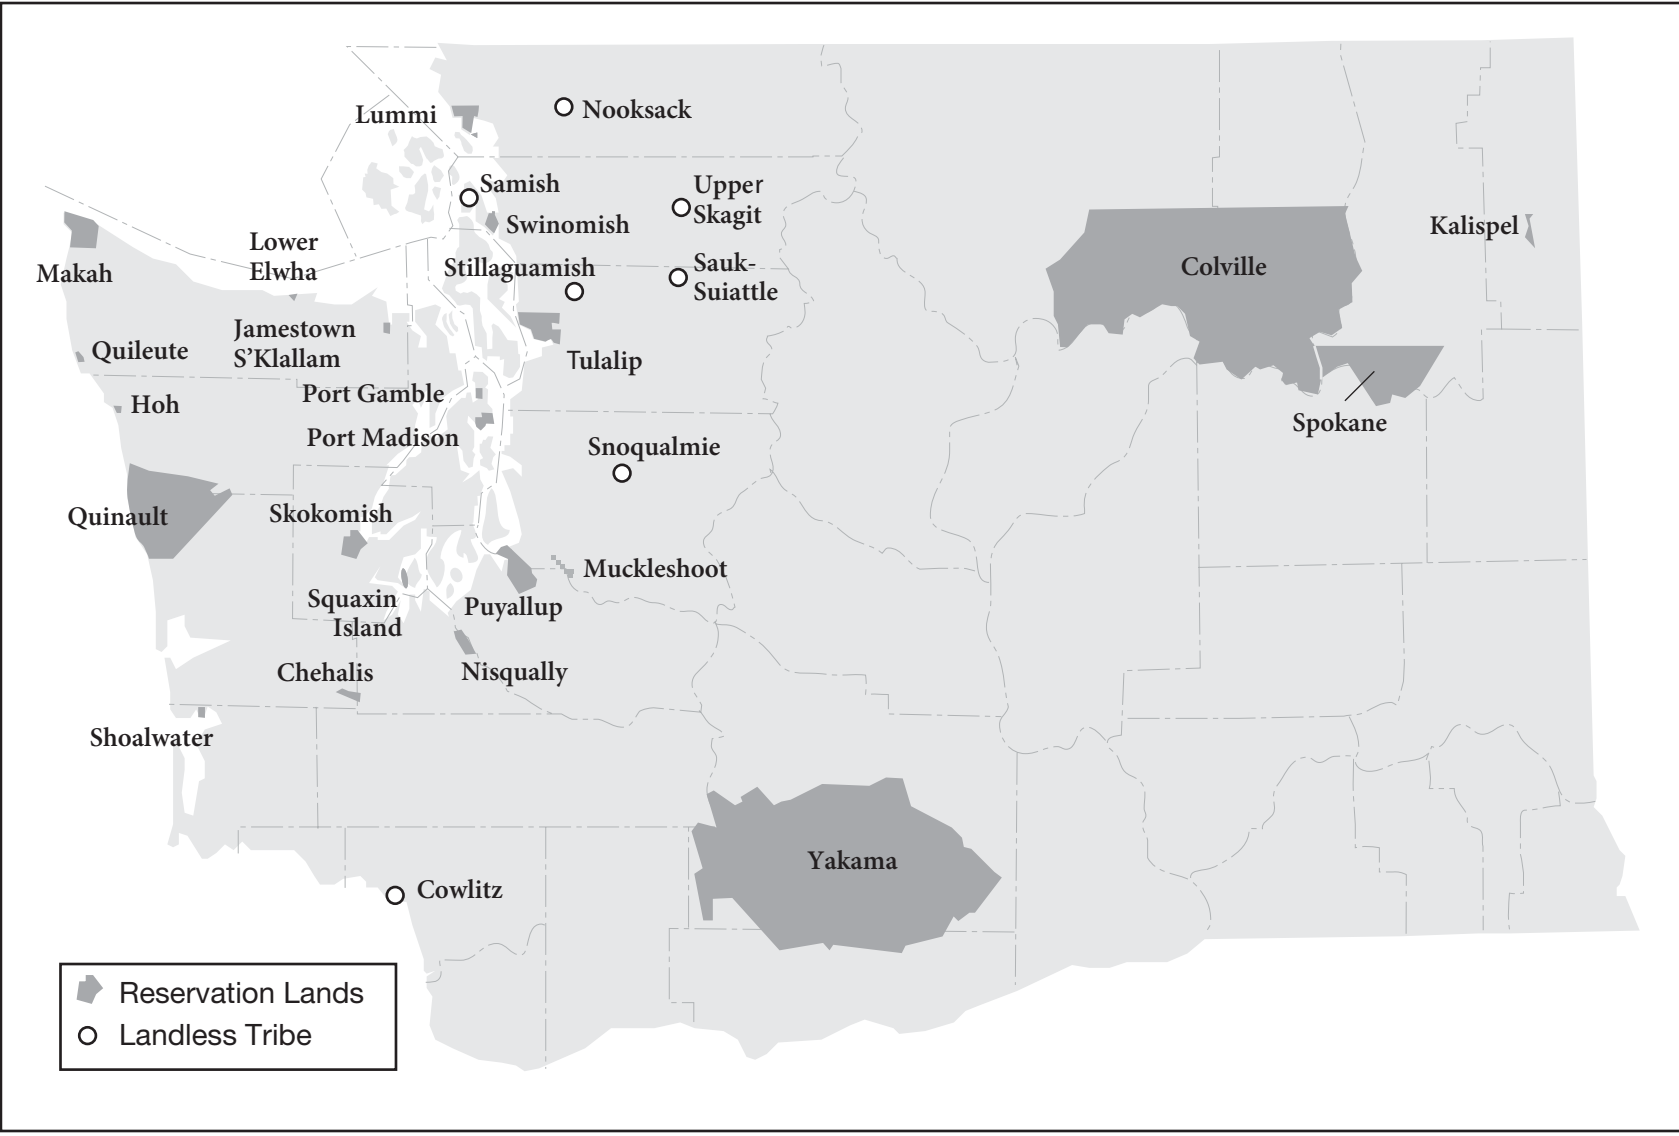 Lummi
Nooksack
Samish
Upper
Skagit
Swinomish
Kalispel
Lower
Elwha
Makah
Stillaguamish
Sauk-
Suiattle
Colville
Jamestown
S'Klallam
Quileute
Tulalip
Port Gamble
Hoh
Spokane
Port Madison
Snoqualmie
Quinault
Skokomish
Muckleshoot
Squaxin
Island
Puyallup
Chehalis
Nisqually
Shoalwater
Yakama
Cowlitz
Reservation Lands
Landless Tribe